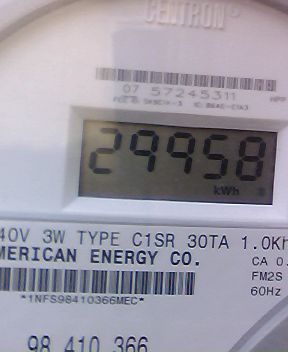 CENTRON®
07 57245311
29958
kWh
40V 3W TYPE C1SR 30TA 1.0Kh
MERICAN ENERGY CO.
CA 0.
FM2S
*1NFS98410366MEC*
60Hz
98 410 366